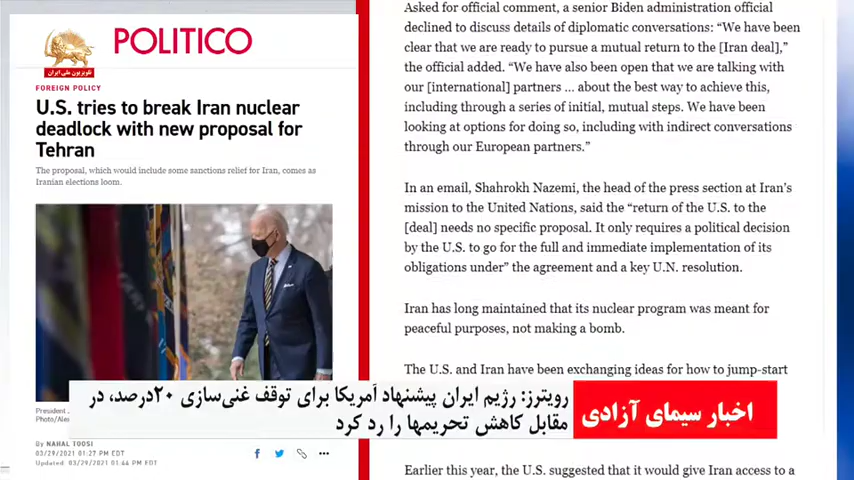 POLITICO
تلویزیون ملی ایران
FOREIGN POLICY
U.S. tries to break Iran nuclear
deadlock with new proposal for
Tehran
The proposal, which would include some sanctions relief for Iran, comes as
Iranian elections loom.
President J
Photo/Alex
By NAHAL TOOSI
03/29/2021 01:27 PM EDT
Updated: 03/29/2021 01:44 PM EDT
Asked for official comment, a senior Biden administration official
declined to discuss details of diplomatic conversations: “We have been
clear that we are ready to pursue a mutual return to the [Iran deal],”
the official added. “We have also been open that we are talking with
our [international] partners … about the best way to achieve this,
including through a series of initial, mutual steps. We have been
looking at options for doing so, including with indirect conversations
through our European partners.”
In an email, Shahrokh Nazemi, the head of the press section at Iran’s
mission to the United Nations, said the “return of the U.S. to the
[deal] needs no specific proposal. It only requires a political decision
by the U.S. to go for the full and immediate implementation of its
obligations under” the agreement and a key U.N. resolution.
Iran has long maintained that its nuclear program was meant for
peaceful purposes, not making a bomb.
The U.S. and Iran have been exchanging ideas for how to jump-start
Earlier this year, the U.S. suggested that it would give Iran access to a
اخبار سیمای آزادی
رویترز: رژیم ایران پیشنهاد آمریکا برای توقف غنی‌سازی ۲۰درصد، در
مقابل کاهش تحریمها را رد کرد